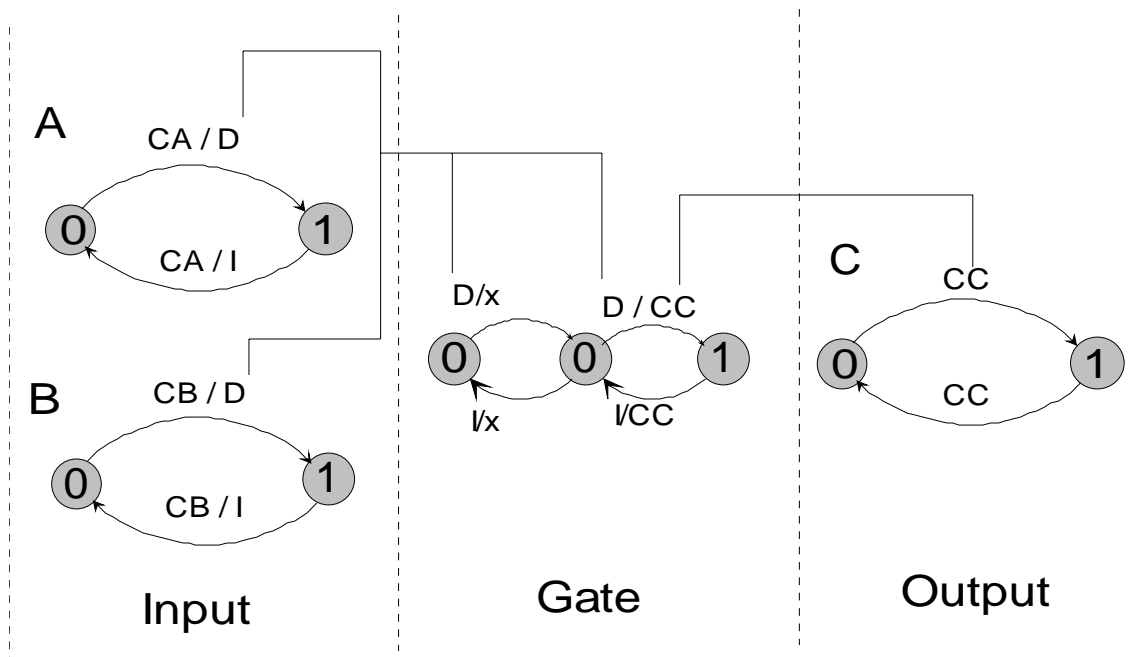 A
CA / D
0
1
CA / I
B
CB / D
0
1
CB / I
Input
D/x
D / CC
0
0
1
I/x
I/CC
Gate
C
CC
0
1
CC
Output